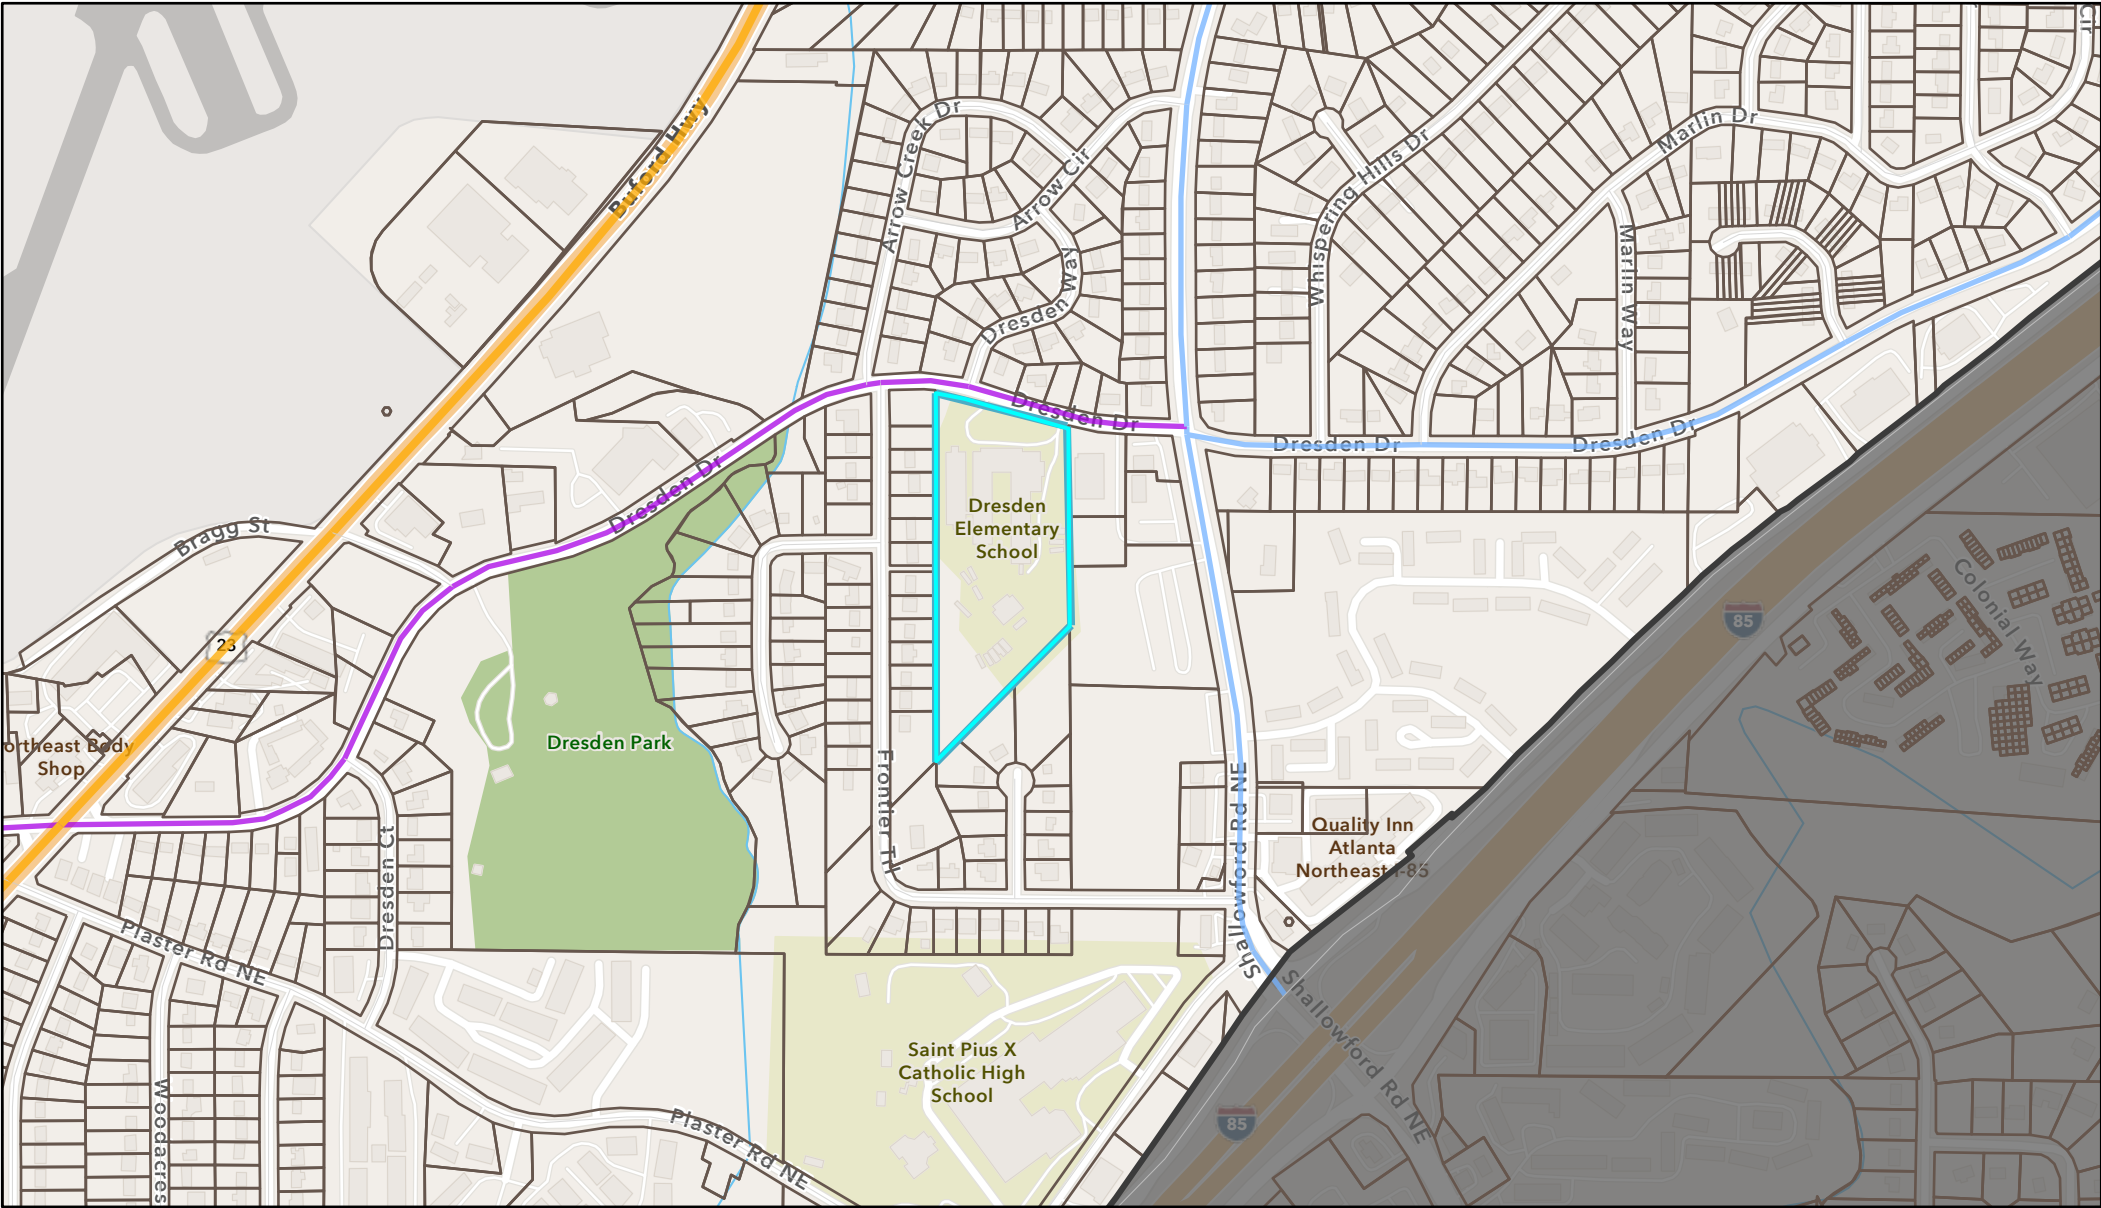 Cir
Buford Hwy
Arrow Creek Dr
Marlin Dr
Whispering Hills Dr
Arrow Cir
Dresden Way
Marlin Way
Dresden Dr
Dresden Dr
Dresden Dr
Dresden Dr
Dresden
Elementary
School
Bragg St
Colonial Way
85
23
Dresden Park
ortheast Body
Shop
Frontier Trl
Shallowford Rd NE
Quality Inn
Atlanta
Northeast I-85
Dresden Ct
Plaster Rd NE
Shallowford Rd NE
Saint Pius X
Catholic High
School
85
Woodacres
Plaster Rd NE